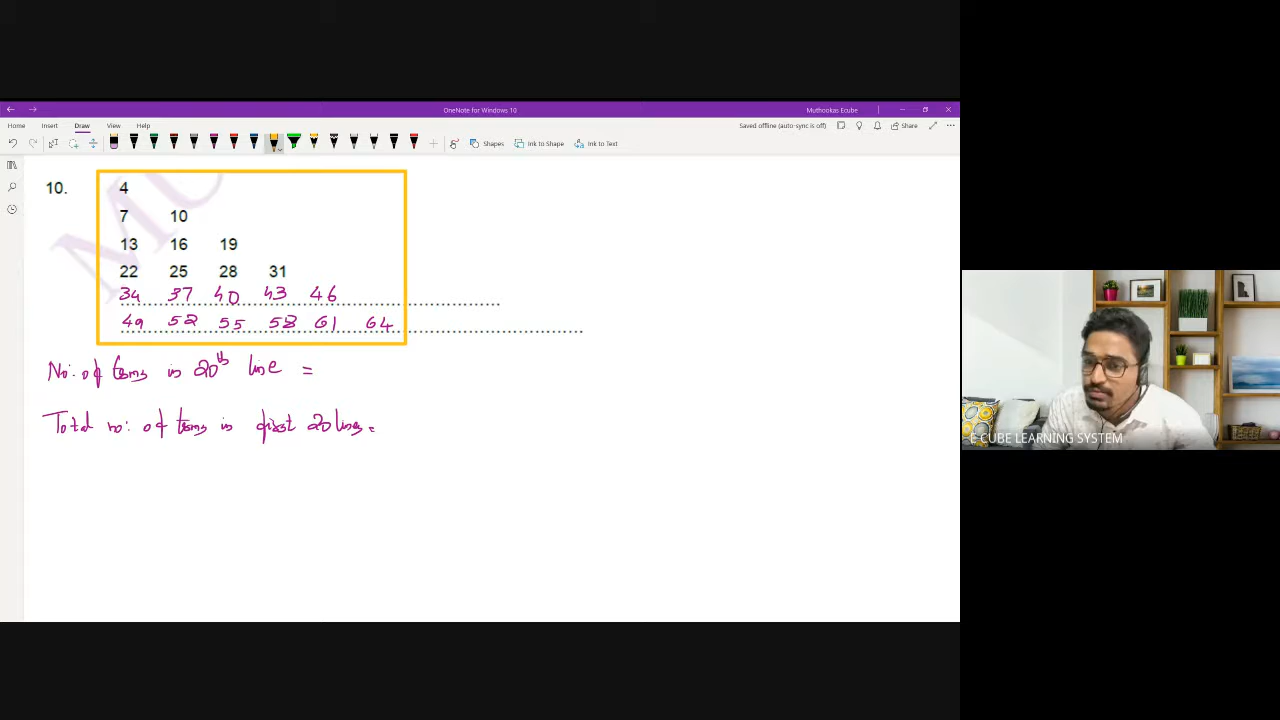 OneNote for Windows 10
Muthookas Ecube
Home Insert Draw View Help
Saved offline (auto-sync is off)
Share
Shapes
Ink to Shape
Ink to Text
10.
4
7 10
13 16 19
22 25 28 31
34 37 40 43 46
49 52 55 58 61 64
No: of terms in 20th line =
Total no: of terms in first 20 lines =
MU
E CUBE LEARNING SYSTEM